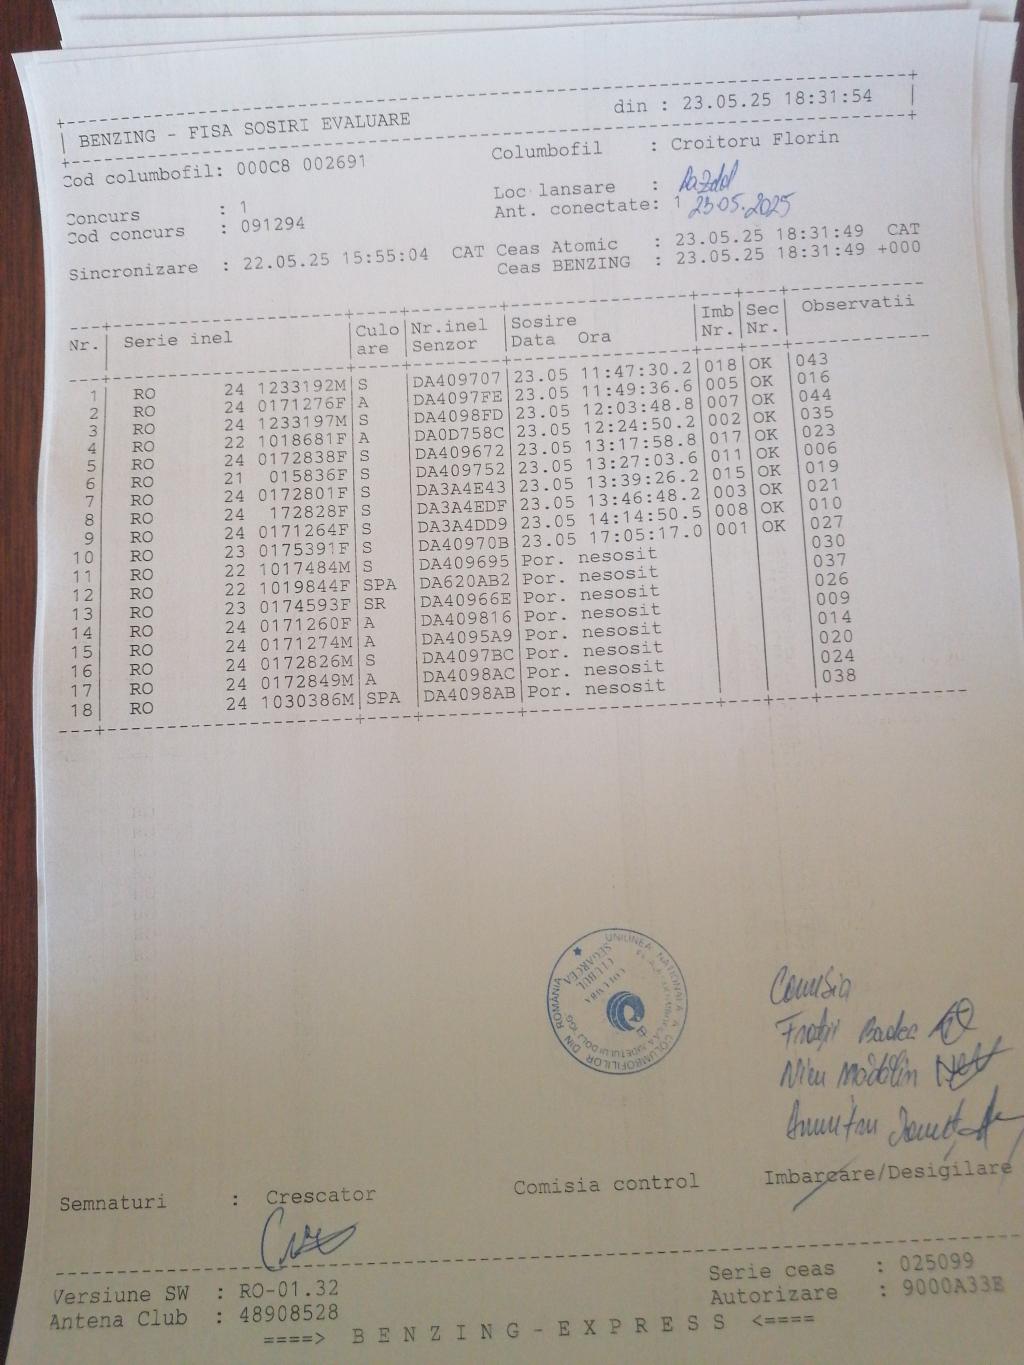 BENZING - FISA SOSIRI EVALUARE din : 23.05.25 18:31:54
Cod columbofil: 000C8 002691 Columbofil : Croitoru Florin
Loc lansare :
Concurs : 1 Ant. conectate: 1 23.05.2025
Cod concurs : 091294
Sincronizare : 22.05.25 15:55:04 CAT Ceas Atomic : 23.05.25 18:31:49 CAT
Ceas BENZING : 23.05.25 18:31:49 +000
Nr. Serie inel Culo are Nr.inel Senzor Sosire Data Ora Imb Nr. Sec Nr. Observatii
1 RO 24 1233192M S DA409707 23.05 11:47:30.2 018 OK 043
2 RO 24 0171276F A DA4097FE 23.05 11:49:36.6 005 OK 016
3 RO 24 1233197M S DA4098FD 23.05 12:03:48.8 007 OK 044
4 RO 22 1018681F A DA0D758C 23.05 12:24:50.2 002 OK 035
5 RO 24 0172838F S DA409672 23.05 13:17:58.8 017 OK 023
6 RO 21 015836F S DA409752 23.05 13:27:03.6 011 OK 006
7 RO 24 0172801F S DA3A4E43 23.05 13:39:26.2 015 OK 019
8 RO 24 172828F S DA3A4EDF 23.05 13:46:48.2 003 OK 021
9 RO 24 0171264F S DA3A4DD9 23.05 14:14:50.5 008 OK 010
10 RO 23 0175391F S DA40970B 23.05 17:05:17.0 001 OK 027
11 RO 22 1017484M S DA409695 Por. nesosit 030
12 RO 22 1019844F SPA DA620AB2 Por. nesosit 037
13 RO 23 0174593F SR DA40966E Por. nesosit 026
14 RO 24 0171260F A DA409816 Por. nesosit 009
15 RO 24 0171274M A DA4095A9 Por. nesosit 014
16 RO 24 0172826M S DA4097BC Por. nesosit 020
17 RO 24 0172849M A DA4098AC Por. nesosit 024
18 RO 24 1030386M SPA DA4098AB Por. nesosit 038
UNIUNEA NATIONALA A COLUMBOFILILOR DIN ROMÂNIA
CLUBUL
SEGARCEA
Comisia
Badea
Nicu Mădălin
Semnaturi : Crescator Comisia control Imbarcare/Desigilare
Versiune SW : RO-01.32 Serie ceas : 025099
Antena Club : 48908528 Autorizare : 9000A33E
====> B E N Z I N G - E X P R E S S <====